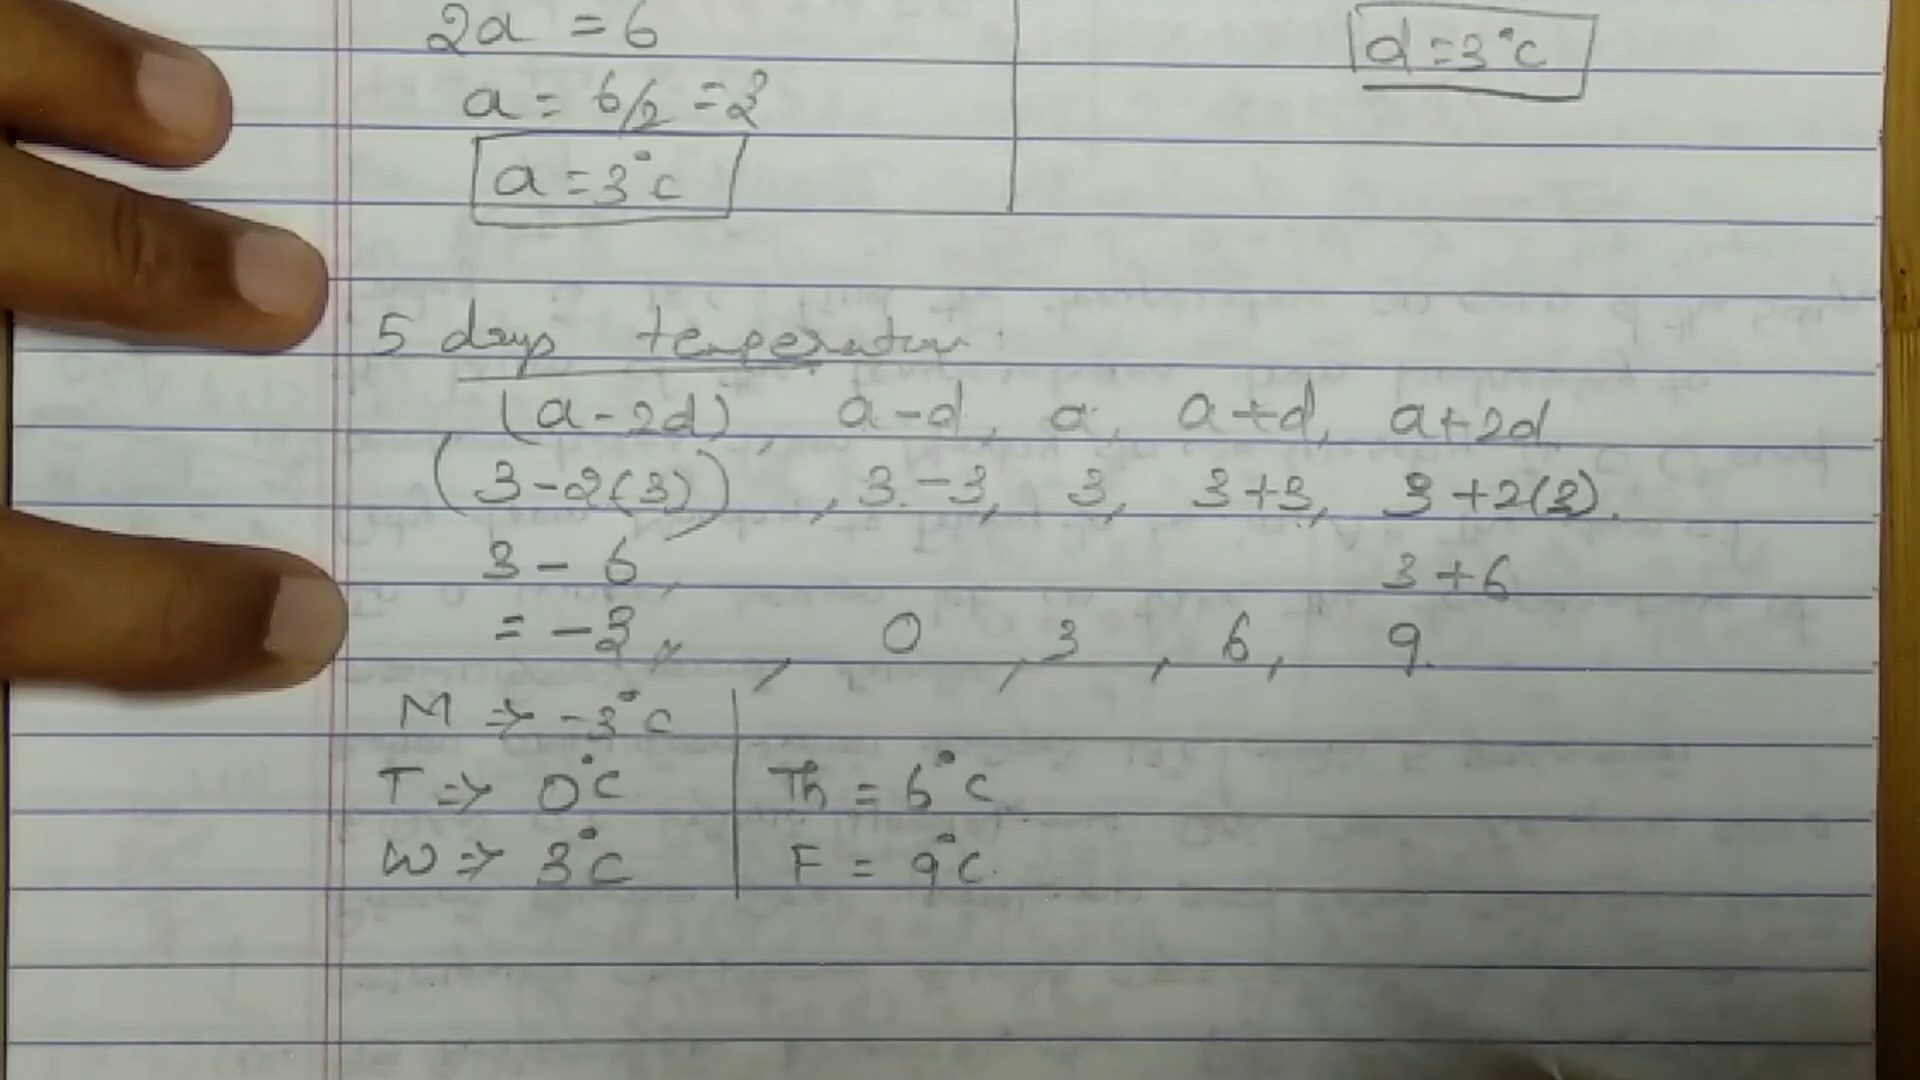 2a = 6
a = 6/2 = 3
a = 3°c
d = 3°c
5 days temperature
(a-2d), a-d, a, a+d, a+2d
(3-2(3)), 3-3, 3, 3+3, 3+2(3).
3-6, 3+6
= -3, 0, 3, 6, 9.
M => -3°C
T => 0°C
W => 3°C
Th = 6°C
F = 9°C.